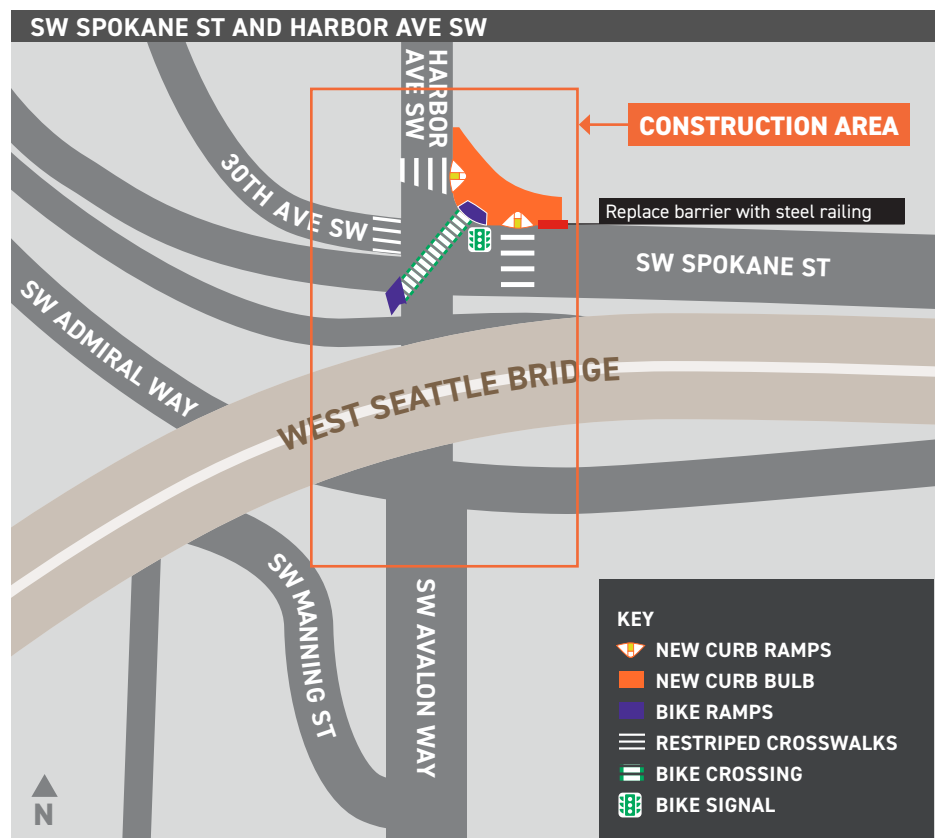 SW SPOKANE ST AND HARBOR AVE SW
HARBOR
AVE SW
CONSTRUCTION AREA
30TH AVE SW
Replace barrier with steel railing
SW SPOKANE ST
SW ADMIRAL WAY
WEST SEATTLE BRIDGE
SW MANNING ST
SW AVALON WAY
KEY
NEW CURB RAMPS
NEW CURB BULB
BIKE RAMPS
RESTRIPED CROSSWALKS
BIKE CROSSING
BIKE SIGNAL
N